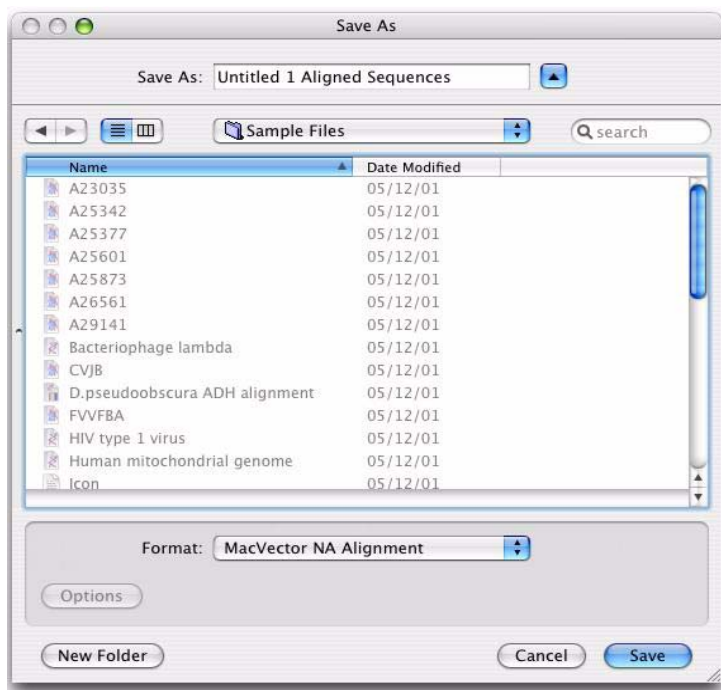 Save As
Save As: Untitled 1 Aligned Sequences
Sample Files search
Name Date Modified
A23035 05/12/01
A25342 05/12/01
A25377 05/12/01
A25601 05/12/01
A25873 05/12/01
A26561 05/12/01
A29141 05/12/01
Bacteriophage lambda 05/12/01
CVJB 05/12/01
D.pseudoobscura ADH alignment 05/12/01
FVVFBA 05/12/01
HIV type 1 virus 05/12/01
Human mitochondrial genome 05/12/01
Icon 05/12/01
Format: MacVector NA Alignment
Options
New Folder Cancel Save